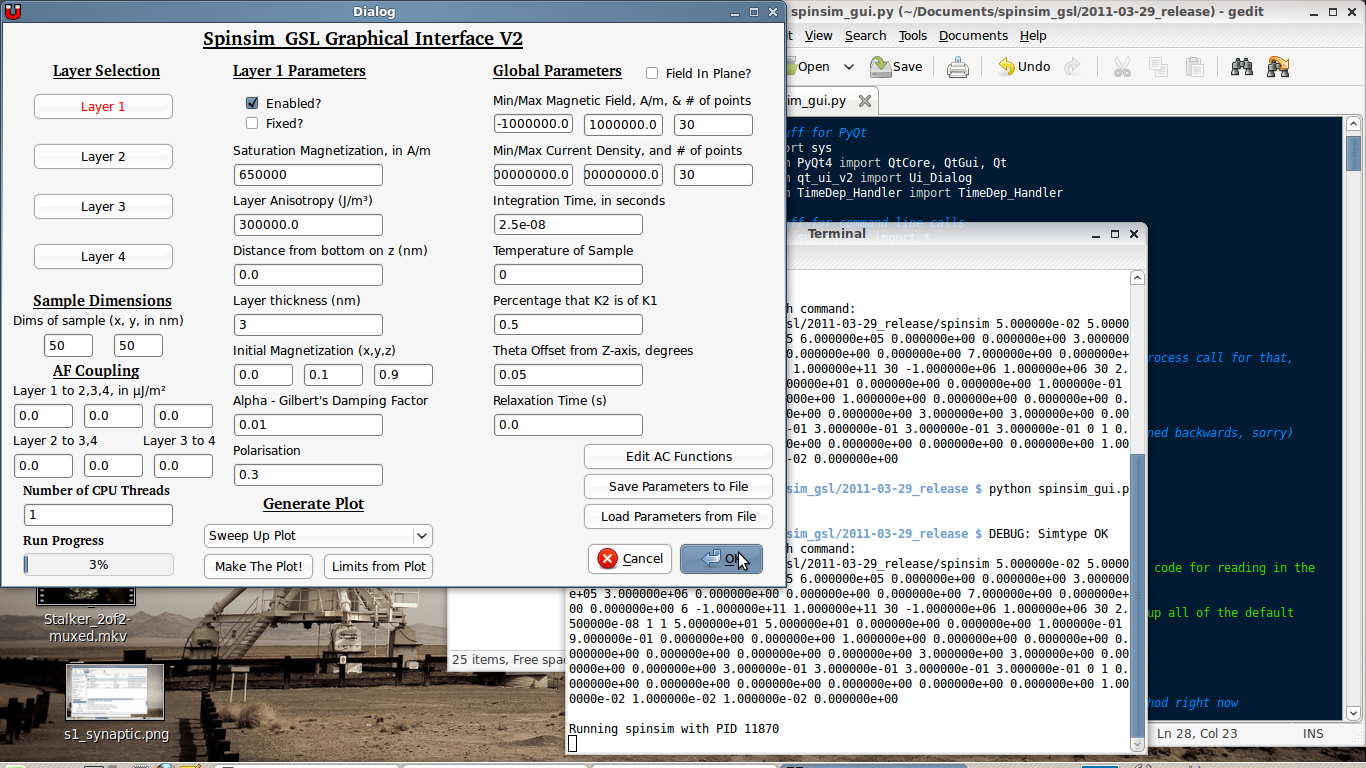 Dialog
Spinsim_GSL Graphical Interface V2
Layer Selection
Layer 1
Layer 2
Layer 3
Layer 4
Sample Dimensions
Dims of sample (x, y, in nm)
50 50
AF Coupling
Layer 1 to 2,3,4, in µJ/m²
0.0 0.0 0.0
Layer 2 to 3,4 Layer 3 to 4
0.0 0.0 0.0
Number of CPU Threads
1
Run Progress
3%
Layer 1 Parameters
Enabled?
Fixed?
Saturation Magnetization, in A/m
650000
Layer Anisotropy (J/m³)
300000.0
Distance from bottom on z (nm)
0.0
Layer thickness (nm)
3
Initial Magnetization (x,y,z)
0.0 0.1 0.9
Alpha - Gilbert's Damping Factor
0.01
Polarisation
0.3
Generate Plot
Sweep Up Plot
Make The Plot! Limits from Plot
Global Parameters Field In Plane?
Min/Max Magnetic Field, A/m, & # of points
-1000000.0 1000000.0 30
Min/Max Current Density, and # of points
00000000.0 00000000.0 30
Integration Time, in seconds
2.5e-08
Temperature of Sample
0
Percentage that K2 is of K1
0.5
Theta Offset from Z-axis, degrees
0.05
Relaxation Time (s)
0.0
Edit AC Functions
Save Parameters to File
Load Parameters from File
Cancel OK
spinsim_gui.py (~/Documents/spinsim_gsl/2011-03-29_release) - gedit
View Search Tools Documents Help
Open Save Undo
im_gui.py
uff for PyQt
ort sys
PyQt4 import QtCore, QtGui, Qt
qt_ui_v2 import Ui_Dialog
TimeDep_Handler import TimeDep_Handler
uff for command line calls
rocess call for that,
ned backwards, sorry)
code for reading in the
up all of the default
hod right now
Ln 28, Col 23 INS
Terminal
h command:
sl/2011-03-29_release/spinsim 5.000000e-02 5.0000
5 6.000000e+05 0.000000e+00 0.000000e+00 3.000000
0.000000e+00 0.000000e+00 7.000000e+00 0.000000e+
1.000000e+11 30 -1.000000e+06 1.000000e+06 30 2.
00000e+01 0.000000e+00 0.000000e+00 1.000000e-01
0e+00 0.000000e+00 1.000000e+00 0.000000e+00 0.
0e+00 0.000000e+00 3.000000e+00 3.000000e+00 0.00
e-01 3.000000e-01 3.000000e-01 3.000000e-01 0 1 0.
00e+00 0.000000e+00 0.000000e+00 0.000000e+00 1.00
-02 0.000000e+00
sim_gsl/2011-03-29_release $ python spinsim_gui.p
sim_gsl/2011-03-29_release $ DEBUG: Simtype OK
h command:
sl/2011-03-29_release/spinsim 5.000000e-02 5.0000
5 6.000000e+05 0.000000e+00 0.000000e+00 3.000000
e+05 3.000000e+06 0.000000e+00 0.000000e+00 7.000000e+00 0.000000e+
00 0.000000e+00 6 -1.000000e+11 1.000000e+11 30 -1.000000e+06 1.000000e+06 30 2.
500000e-08 1 1 5.000000e+01 5.000000e+01 0.000000e+00 0.000000e+00 1.000000e-01
9.000000e-01 0.000000e+00 0.000000e+00 1.000000e+00 0.000000e+00 0.000000e+00 0.
000000e+00 0.000000e+00 0.000000e+00 0.000000e+00 3.000000e+00 3.000000e+00 0.00
0000e+00 0.000000e+00 3.000000e-01 3.000000e-01 3.000000e-01 3.000000e-01 0 1 0.
000000e+00 0.000000e+00 0.000000e+00 0.000000e+00 0.000000e+00 0.000000e+00 1.00
0000e-02 1.000000e-02 1.000000e-02 0.000000e+00
Running spinsim with PID 11870
25 items, Free spac
Stalker_2of2-
muxed.mkv
s1_synaptic.png